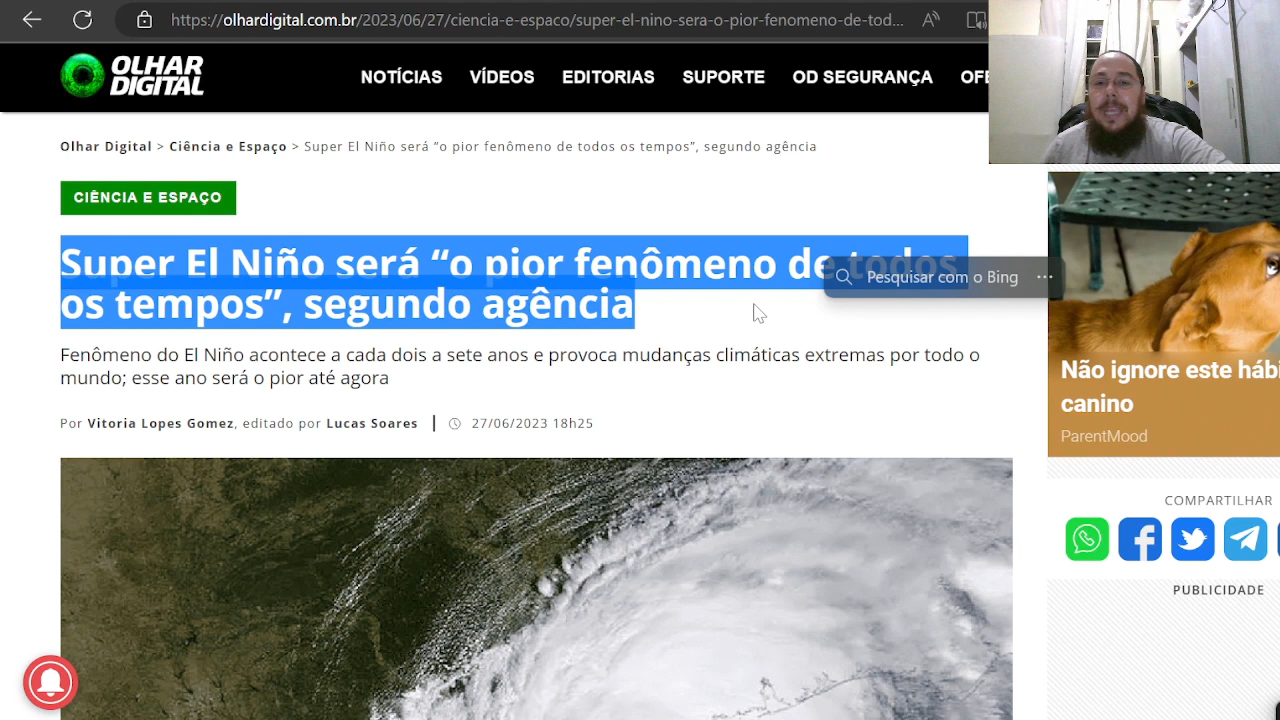 https://olhardigital.com.br/2023/06/27/ciencia-e-espaco/super-el-nino-sera-o-pior-fenomeno-de-tod...
OLHAR
DIGITAL
NOTÍCIAS VÍDEOS EDITORIAS SUPORTE OD SEGURANÇA OFE
Olhar Digital > Ciência e Espaço > Super El Niño será “o pior fenômeno de todos os tempos”, segundo agência
CIÊNCIA E ESPAÇO
Super El Niño será “o pior fenômeno de todos
os tempos”, segundo agência
Pesquisar com o Bing ...
Fenômeno do El Niño acontece a cada dois a sete anos e provoca mudanças climáticas extremas por todo o
mundo; esse ano será o pior até agora
Por Vitoria Lopes Gomez, editado por Lucas Soares | 27/06/2023 18h25
Não ignore este hábi
canino
ParentMood
COMPARTILHAR
PUBLICIDADE